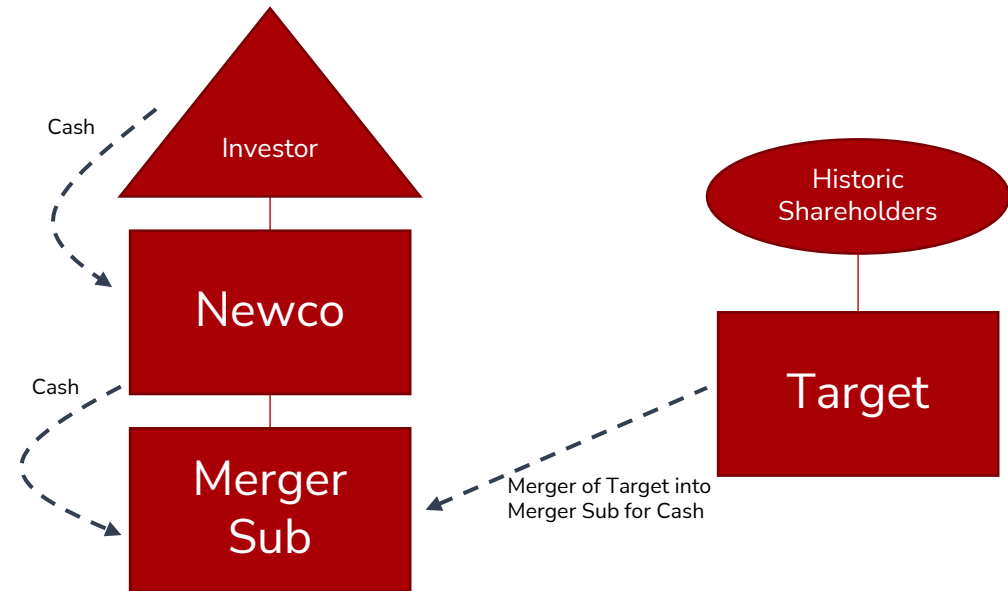 Cash
Investor
Newco
Cash
Merger
Sub
Historic
Shareholders
Target
Merger of Target into
Merger Sub for Cash